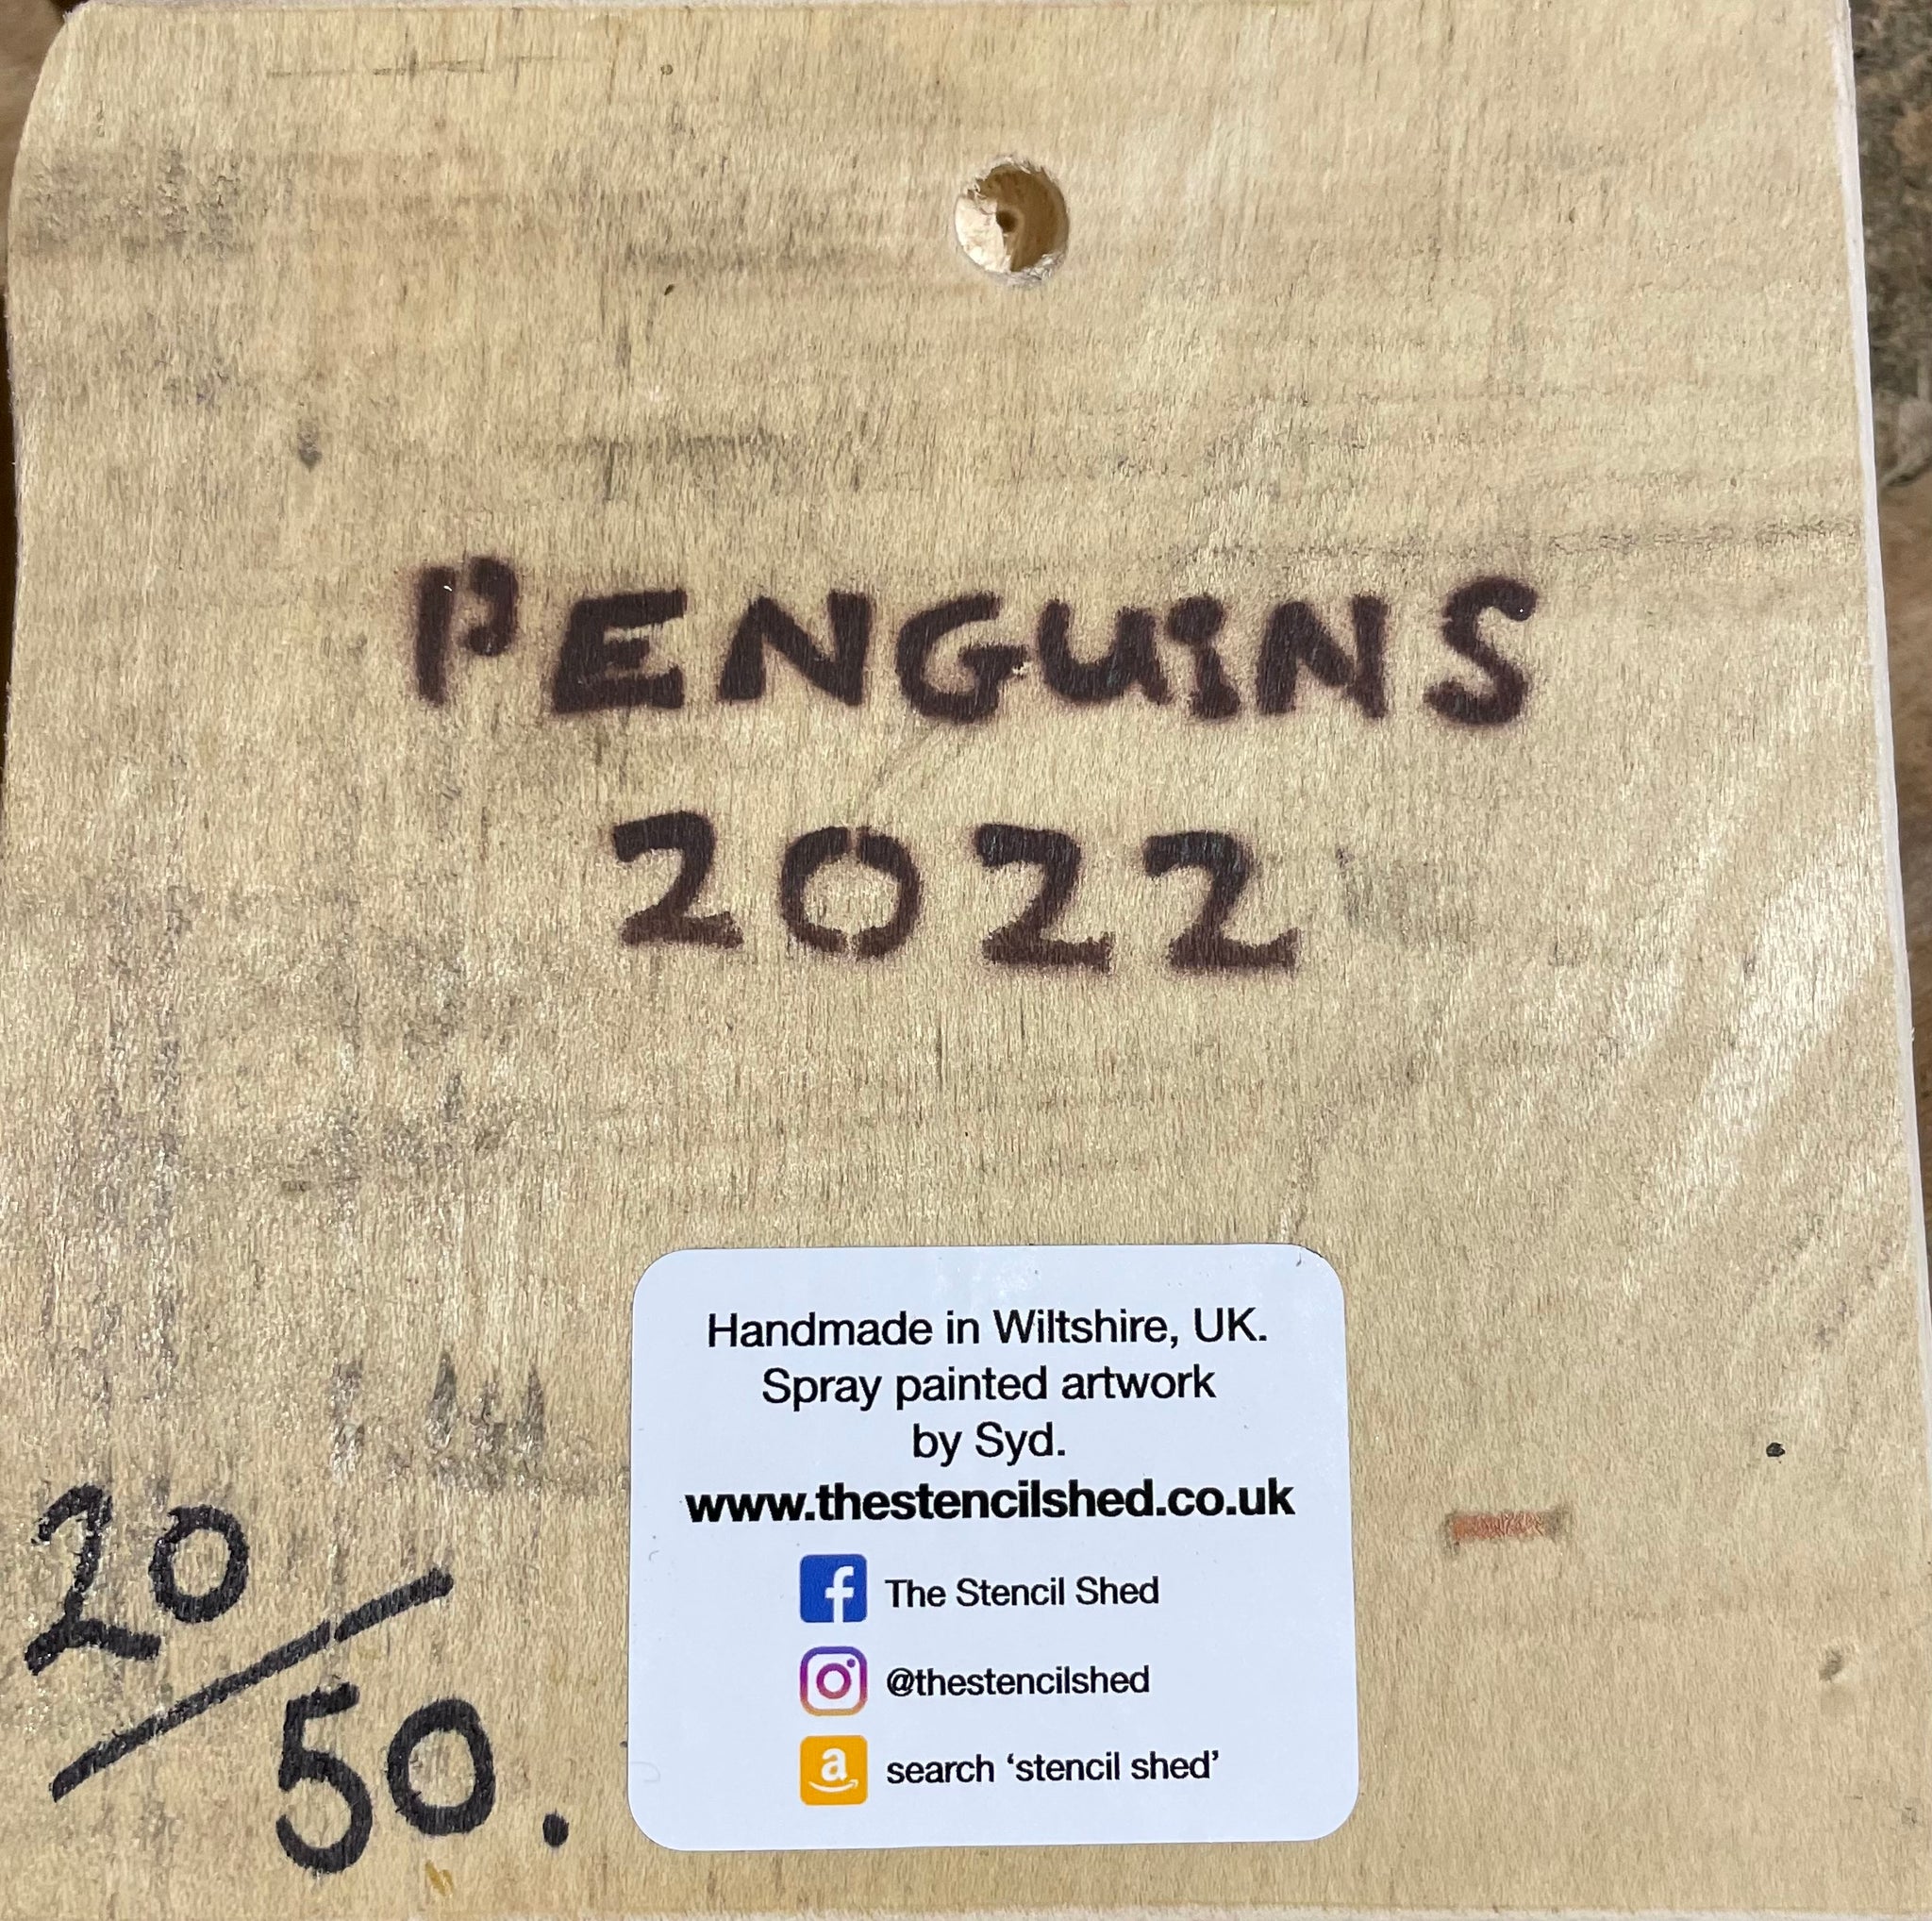 PENGUiNS
2022
Handmade in Wiltshire, UK.
Spray painted artwork
by Syd.
www.thestencilshed.co.uk
f The Stencil Shed
@thestencilshed
a search ‘stencil shed’
20/50.